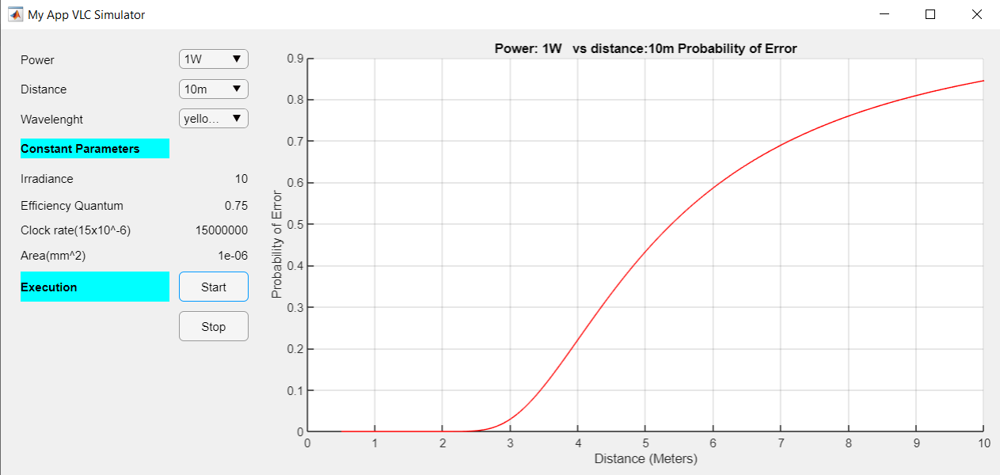 My App VLC Simulator
Power 1W
Distance 10m
Wavelenght yello...
Constant Parameters
Irradiance 10
Efficiency Quantum 0.75
Clock rate(15x10^-6) 15000000
Area(mm^2) 1e-06
Execution Start
Stop
Power: 1W vs distance:10m Probability of Error
Probability of Error
0.9
0.8
0.7
0.6
0.5
0.4
0.3
0.2
0.1
0
0 1 2 3 4 5 6 7 8 9 10
Distance (Meters)